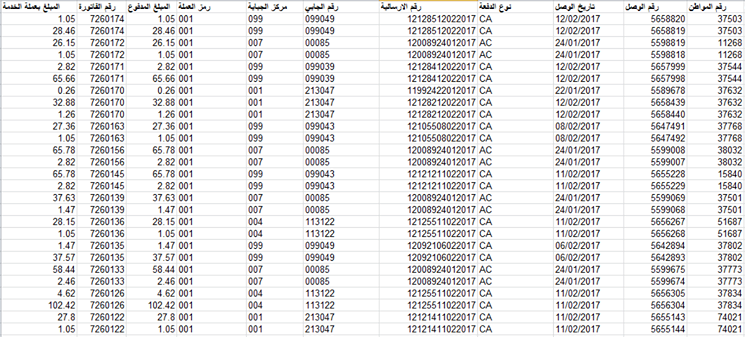 رقم المواطن رقم الوصل تاريخ الوصل نوع الدفعة رقم الارسالية رقم الجابي مركز الجباية رمز العملة المبلغ المدفوع رقم الفاتورة المبلغ بعملة الخدمة
37503 5658820 12/02/2017 CA 12128512022017 099049 099 001 1.05 7260174 1.05
37503 5658819 12/02/2017 CA 12128512022017 099049 099 001 28.46 7260174 28.46
11268 5598819 24/01/2017 AC 12008924012017 00085 007 001 26.15 7260172 26.15
11268 5598818 24/01/2017 AC 12008924012017 00085 007 001 1.05 7260172 1.05
37544 5657999 12/02/2017 CA 12128412022017 099039 099 001 2.82 7260171 2.82
37544 5657998 12/02/2017 CA 12128412022017 099039 099 001 65.66 7260171 65.66
37632 5589678 22/01/2017 CA 11992422012017 213047 001 001 0.26 7260170 0.26
37632 5658439 12/02/2017 CA 12128212022017 213047 001 001 32.88 7260170 32.88
37632 5658440 12/02/2017 CA 12128212022017 213047 001 001 1.26 7260170 1.26
37768 5647491 08/02/2017 CA 12105508022017 099043 099 001 27.36 7260163 27.36
37768 5647492 08/02/2017 CA 12105508022017 099043 099 001 1.05 7260163 1.05
38032 5599008 24/01/2017 AC 12008924012017 00085 007 001 65.78 7260156 65.78
38032 5599007 24/01/2017 AC 12008924012017 00085 007 001 2.82 7260156 2.82
15840 5655228 11/02/2017 CA 12121211022017 099043 099 001 65.78 7260145 65.78
15840 5655229 11/02/2017 CA 12121211022017 099043 099 001 2.82 7260145 2.82
37501 5599069 24/01/2017 AC 12008924012017 00085 007 001 37.63 7260139 37.63
37501 5599068 24/01/2017 AC 12008924012017 00085 007 001 1.47 7260139 1.47
51687 5656267 11/02/2017 CA 12125511022017 113122 004 001 28.15 7260136 28.15
51687 5656268 11/02/2017 CA 12125511022017 113122 004 001 1.05 7260136 1.05
37802 5642894 06/02/2017 CA 12092106022017 099049 099 001 1.47 7260135 1.47
37802 5642893 06/02/2017 CA 12092106022017 099049 099 001 37.57 7260135 37.57
37773 5599675 24/01/2017 AC 12008924012017 00085 007 001 58.44 7260133 58.44
37773 5599674 24/01/2017 AC 12008924012017 00085 007 001 2.46 7260133 2.46
37834 5656305 11/02/2017 CA 12125511022017 113122 004 001 4.62 7260126 4.62
37834 5656304 11/02/2017 CA 12125511022017 113122 004 001 102.42 7260126 102.42
74021 5655143 11/02/2017 CA 12121411022017 213047 001 001 27.8 7260122 27.8
74021 5655144 11/02/2017 CA 12121411022017 213047 001 001 1.05 7260122 1.05